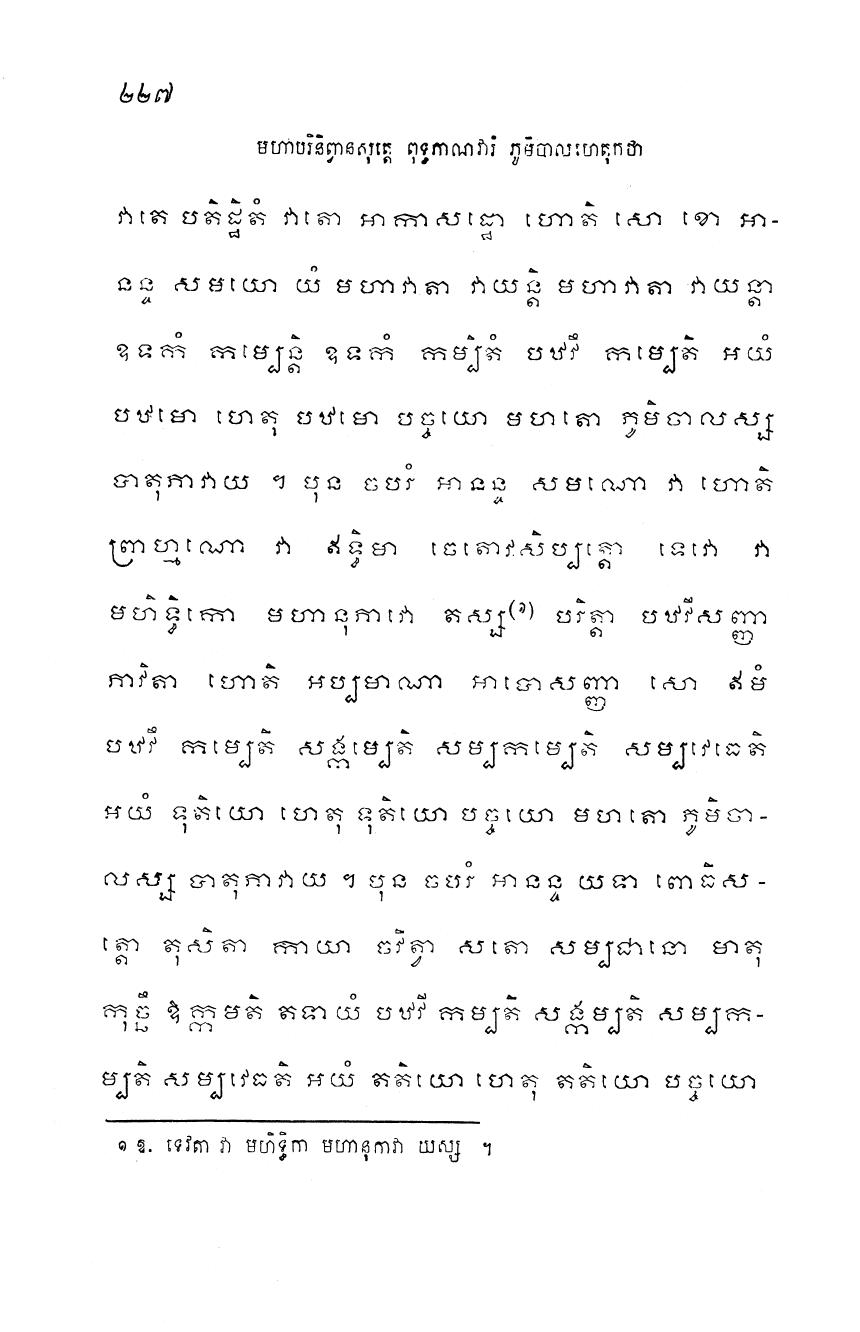 ២២៧
មហាបរិនិព្វានសុត្តេ ពុទ្ធភាណវារំ ភូមិចាលហេតុកថា
វាតេ បតិដ្ឋិតំ វាតោ អាកាសដ្ឋោ ហោតិ សោ ខោ អា-
នន្ទ សមយោ យំ មហាវាតា វាយន្តិ មហាវាតា វាយន្តា
ឧទកំ កម្បេន្តិ ឧទកំ កម្បិតំ បឋវឹ កម្បេតិ អយំ
បឋមោ ហេតុ បឋមោ បច្ចយោ មហតោ ភូមិចាលស្ស
បាតុភាវាយ ។ បុន ចបរំ អានន្ទ សមណោ វា ហោតិ
ព្រាហ្មណោ វា ឥទ្ធិមា ចេតោវសិប្បត្តោ ទេវោ វា
មហិទ្ធិកោ មហានុភាវោ តស្ស(១) បរិត្តា បឋវីសញ្ញា
ភាវិតា ហោតិ អប្បមាណា អាបោសញ្ញា សោ ឥមំ
បឋវឹ កម្បេតិ សង្កម្បេតិ សម្បកម្បេតិ សម្បវេធេតិ
អយំ ទុតិយោ ហេតុ ទុតិយោ បច្ចយោ មហតោ ភូមិចា-
លស្ស បាតុភាវាយ ។ បុន ចបរំ អានន្ទ យទា ពោធិស-
ត្តោ តុសិតា កាយា ចវិត្វា សតោ សម្បជានោ មាតុ
កុច្ឆឹ ឱក្កមតិ តទាយំ បឋវី កម្បតិ សង្កម្បតិ សម្បក-
ម្បតិ សម្បវេធតិ អយំ តតិយោ ហេតុ តតិយោ បច្ចយោ
១ ឱ. ទេវតា វា មហិទ្ធិកា មហានុភាវា យស្ស ។